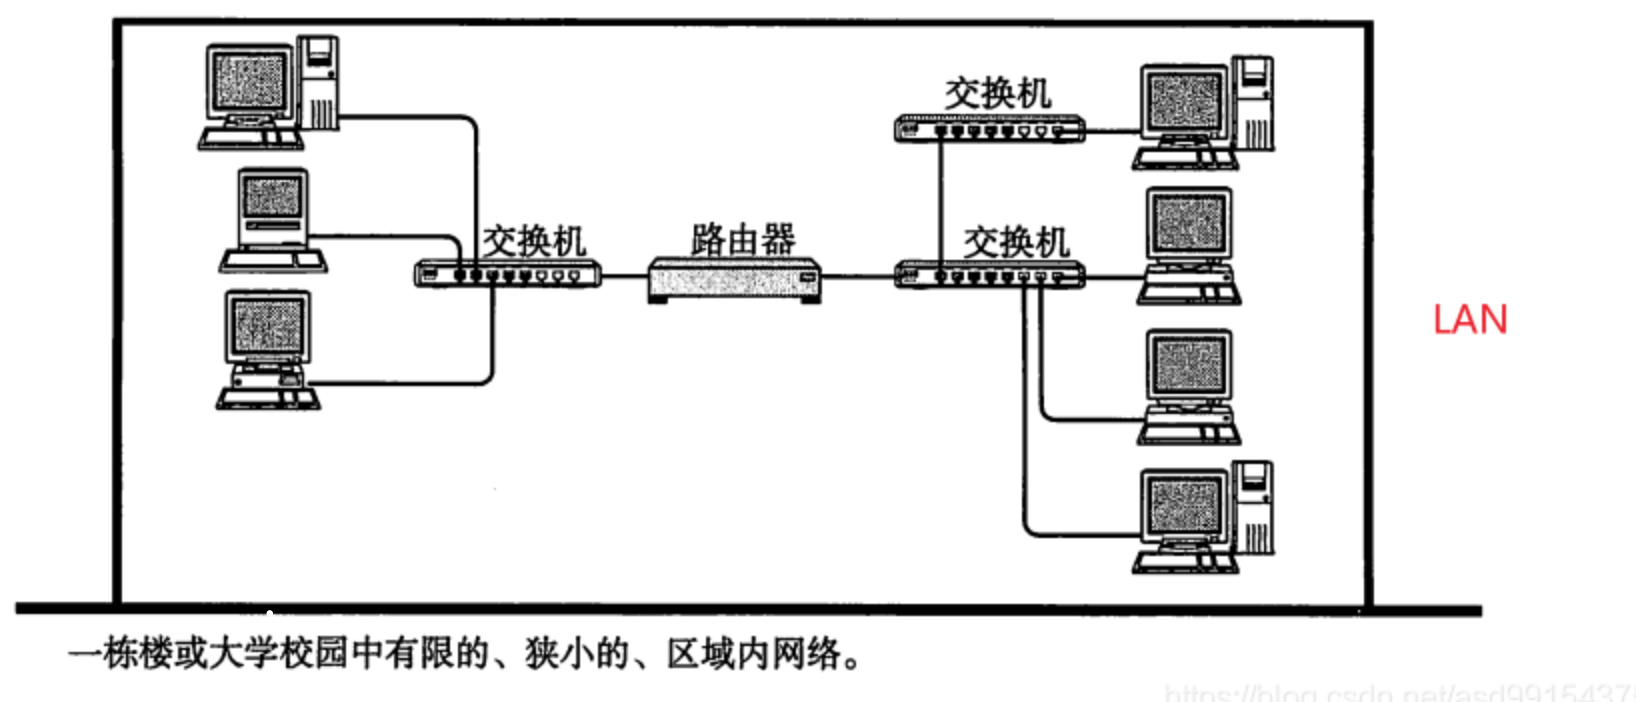 交换机
交换机
路由器
交换机
LAN
一栋楼或大学校园中有限的、狭小的、区域内网络。
https://blog.csdn.net/asd9915437